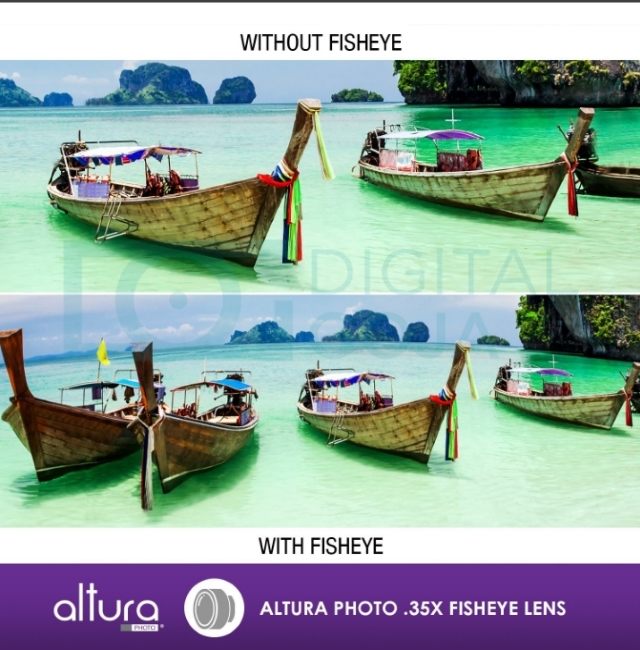 WITHOUT FISHEYE
DIGITAL
WITH FISHEYE
altura
PHOTO
ALTURA PHOTO .35X FISHEYE LENS